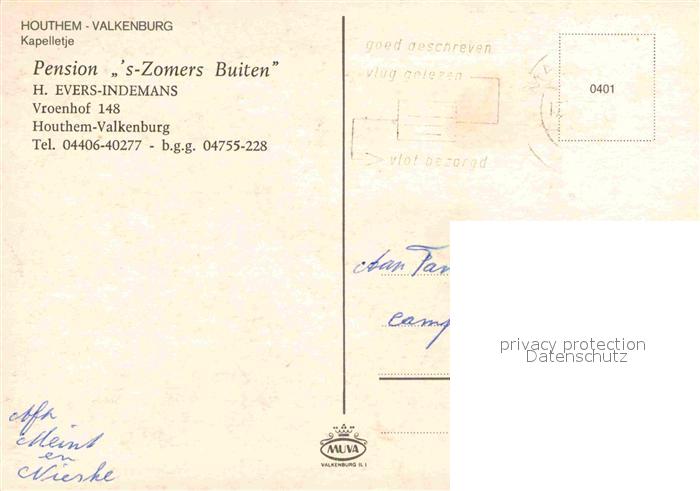 HOUTHEM - VALKENBURG
Kapelletje
Pension „'s-Zomers Buiten”
H. EVERS-INDEMANS
Vroenhof 148
Houthem-Valkenburg
Tel. 04406-40277 - b.g.g. 04755-228
goed geschreven
vlug gelezen
vlot bezorgd
0401
Aan Fam
camp
privacy protection
Datenschutz
Afz
Meint
en
Nieske
MUVA
VALKENBURG (L.)